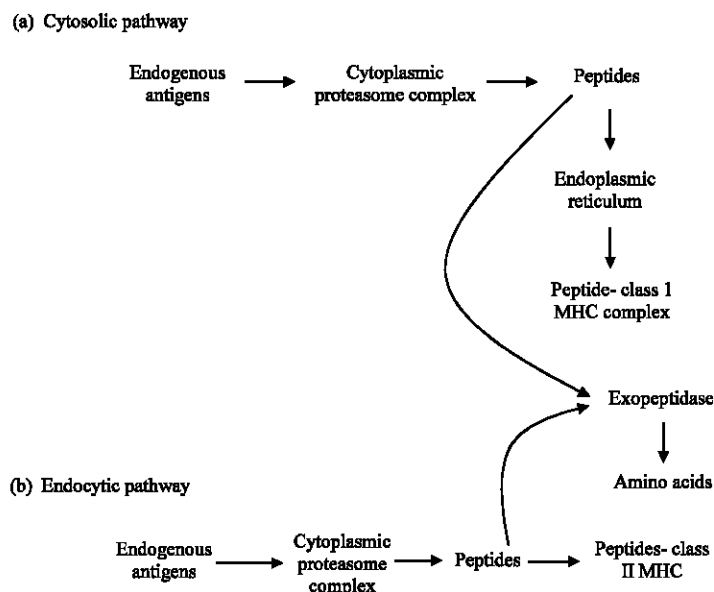 (a) Cytosolic pathway
Endogenous
antigens
Cytoplasmic
proteasome complex
Peptides
Endoplasmic
reticulum
Peptide- class 1
MHC complex
Exopeptidase
Amino acids
(b) Endocytic pathway
Endogenous
antigens
Cytoplasmic
proteasome
complex
Peptides
Peptides- class
II MHC